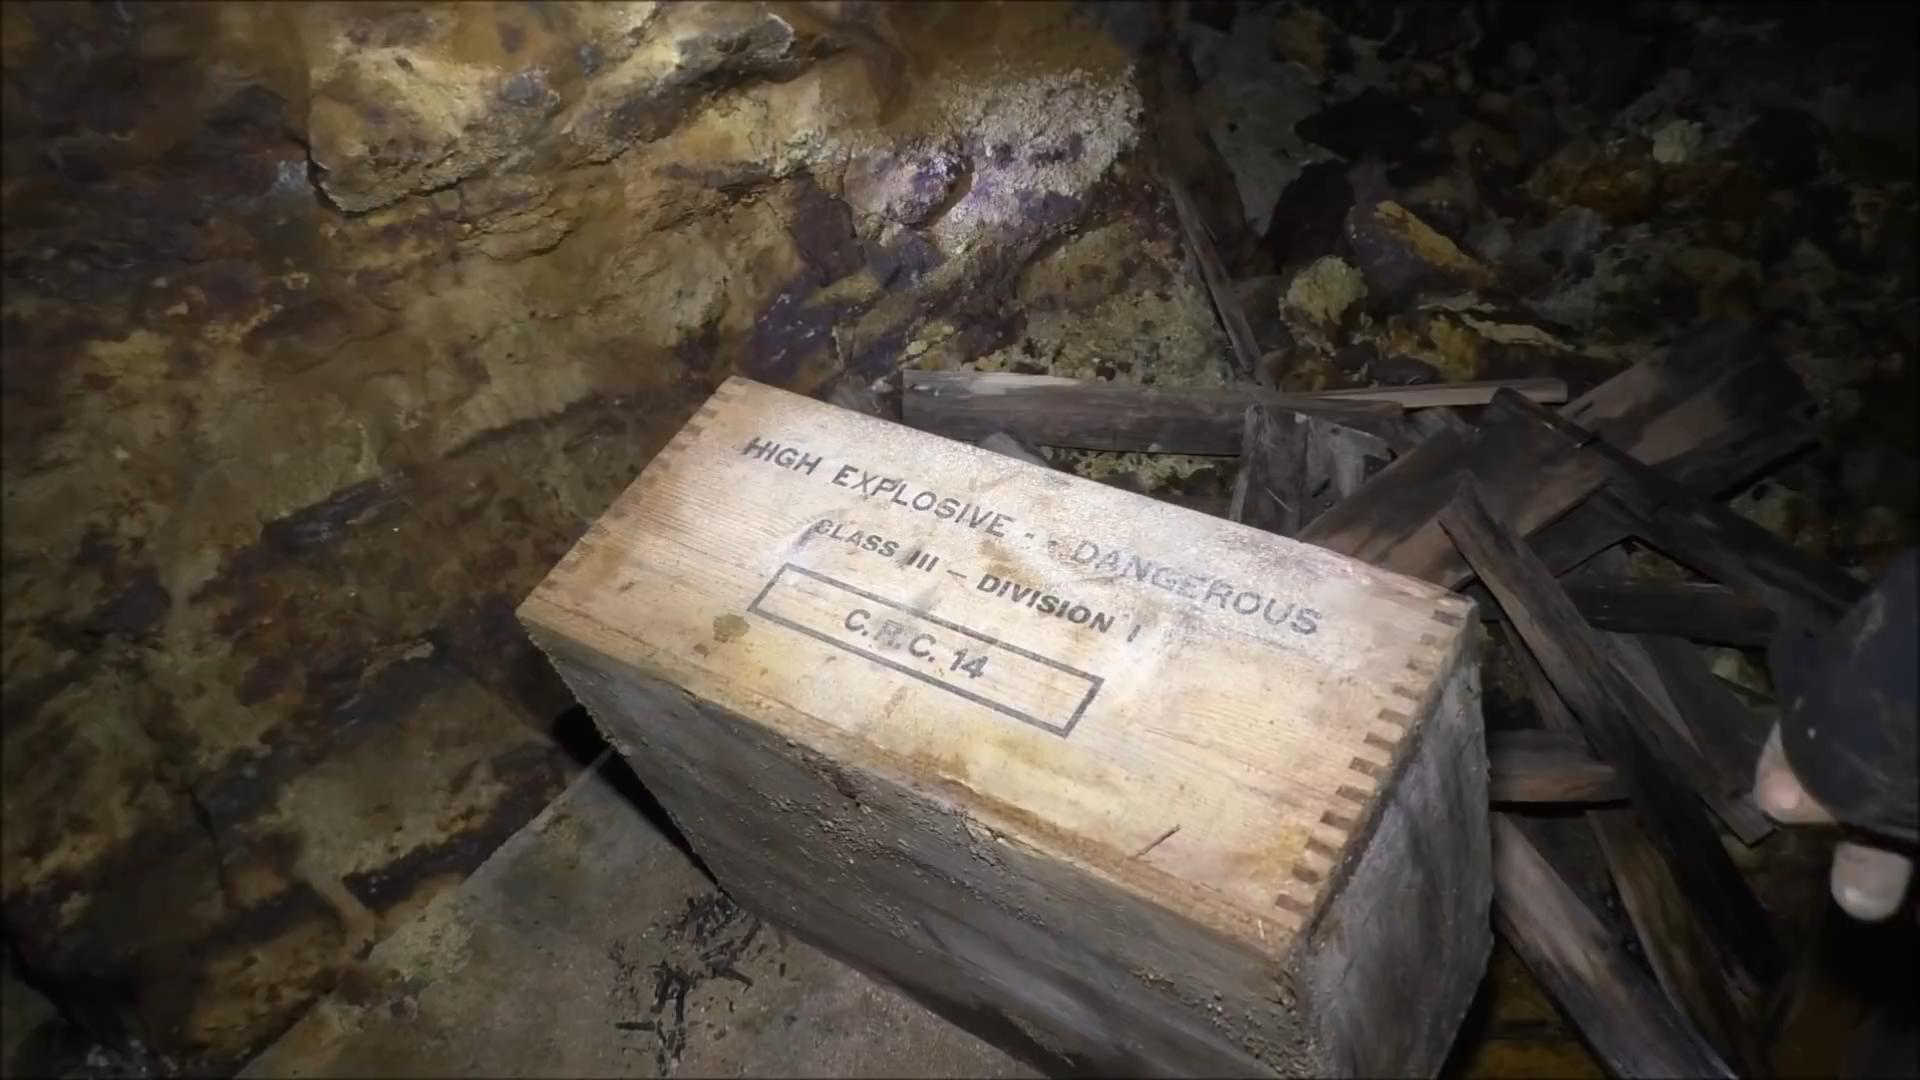 HIGH EXPLOSIVE - - DANGEROUS
CLASS III – DIVISION I
C.R.C. 14